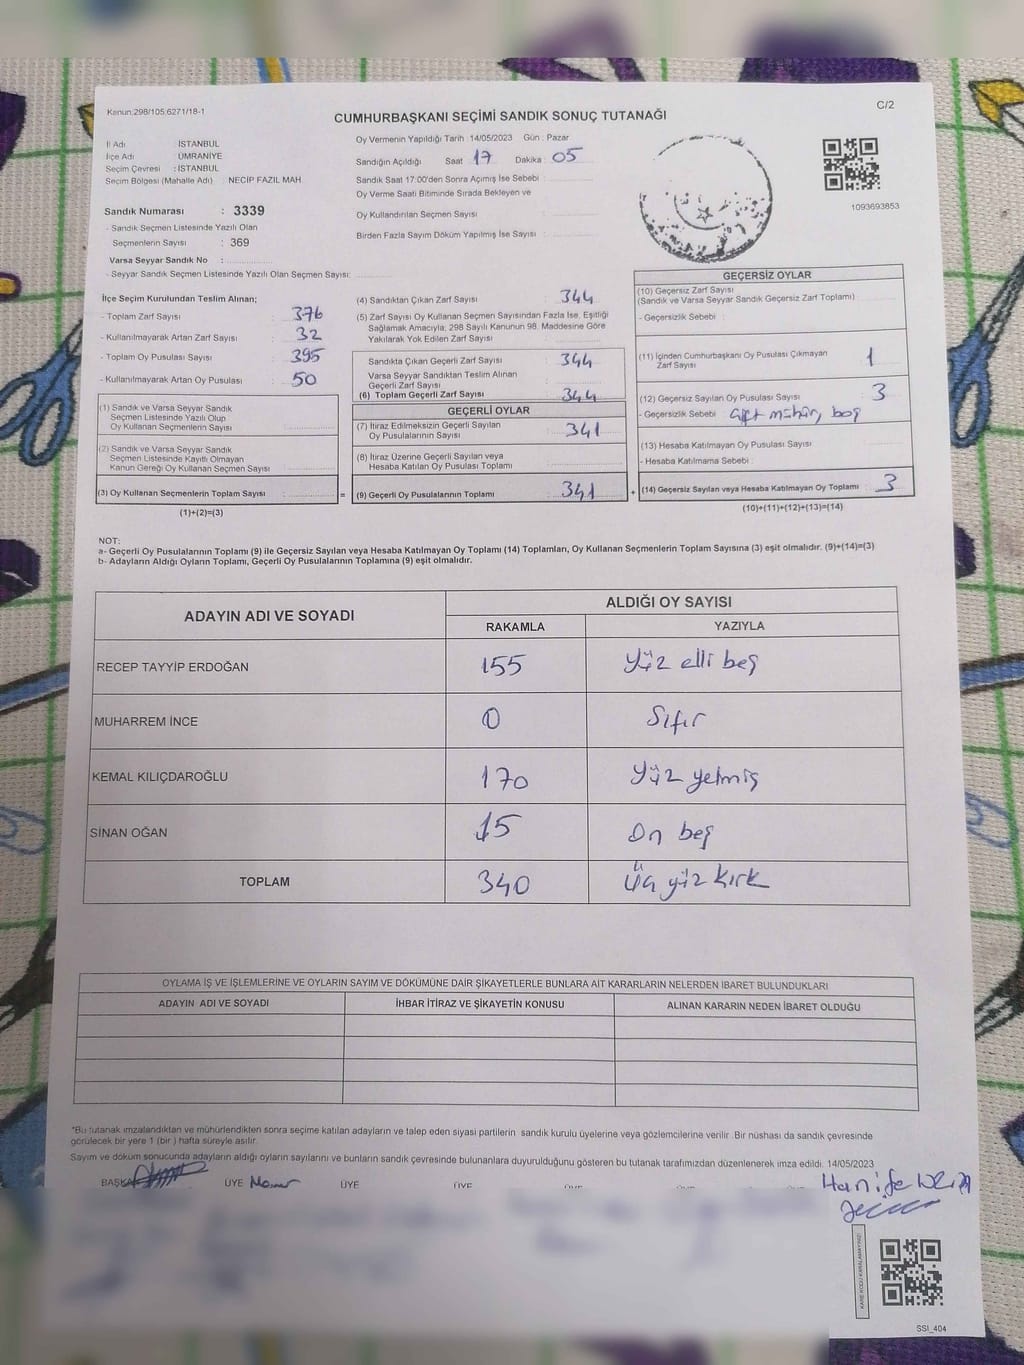 Kanun:298/105;6271/18-1
C/2
CUMHURBAŞKANI SEÇİMİ SANDIK SONUÇ TUTANAĞI
İl Adı : İSTANBUL
İlçe Adı : ÜMRANİYE
Seçim Çevresi : İSTANBUL
Seçim Bölgesi (Mahalle Adı) : NECİP FAZIL MAH
Sandık Numarası : 3339
- Sandık Seçmen Listesinde Yazılı Olan
Seçmenlerin Sayısı : 369
Varsa Seyyar Sandık No :
- Seyyar Sandık Seçmen Listesinde Yazılı Olan Seçmen Sayısı:
Oy Vermenin Yapıldığı Tarih 14/05/2023 Gün : Pazar
Sandığın Açıldığı Saat 17 Dakika : 05
Sandık Saat 17:00'den Sonra Açımış İse Sebebi :
Oy Verme Saati Bitiminde Sırada Bekleyen ve
Oy Kullandırılan Seçmen Sayısı :
Birden Fazla Sayım Döküm Yapılmış İse Sayısı :
1093693853
İlçe Seçim Kurulundan Teslim Alınan;
- Toplam Zarf Sayısı : 376
- Kullanılmayarak Artan Zarf Sayısı : 32
- Toplam Oy Pusulası Sayısı : 395
- Kullanılmayarak Artan Oy Pusulası : 50
(1) Sandık ve Varsa Seyyar Sandık
Seçmen Listesinde Yazılı Olup
Oy Kullanan Seçmenlerin Sayısı :
(2) Sandık ve Varsa Seyyar Sandık
Seçmen Listesinde Kayıtlı Olmayan
Kanun Gereği Oy Kullanan Seçmen Sayısı :
(3) Oy Kullanan Seçmenlerin Toplam Sayısı :
(1)+(2)=(3)
=
(4) Sandıktan Çıkan Zarf Sayısı : 344
(5) Zarf Sayısı Oy Kullanan Seçmen Sayısından Fazla İse, Eşitliği
Sağlamak Amacıyla, 298 Sayılı Kanunun 98. Maddesine Göre
Yakılarak Yok Edilen Zarf Sayısı :
Sandıkta Çıkan Geçerli Zarf Sayısı : 344
Varsa Seyyar Sandıktan Teslim Alınan
Geçerli Zarf Sayısı :
(6) Toplam Geçerli Zarf Sayısı : 344
GEÇERLİ OYLAR
(7) İtiraz Edilmeksizin Geçerli Sayılan
Oy Pusulalarının Sayısı : 341
(8) İtiraz Üzerine Geçerli Sayılan veya
Hesaba Katılan Oy Pusulası Toplamı :
(9) Geçerli Oy Pusulalarının Toplamı : 341
+
GEÇERSİZ OYLAR
(10) Geçersiz Zarf Sayısı
(Sandık ve Varsa Seyyar Sandık Geçersiz Zarf Toplamı) :
- Geçersizlik Sebebi :
(11) İçinden Cumhurbaşkanı Oy Pusulası Çıkmayan
Zarf Sayısı : 1
(12) Geçersiz Sayılan Oy Pusulası Sayısı : 3
- Geçersizlik Sebebi : çift mühür, boş
(13) Hesaba Katılmayan Oy Pusulası Sayısı :
- Hesaba Katılmama Sebebi :
(14) Geçersiz Sayılan veya Hesaba Katılmayan Oy Toplamı : 3
(10)+(11)+(12)+(13)=(14)
NOT:
a- Geçerli Oy Pusulalarının Toplamı (9) ile Geçersiz Sayılan veya Hesaba Katılmayan Oy Toplamı (14) Toplamları, Oy Kullanan Seçmenlerin Toplam Sayısına (3) eşit olmalıdır. (9)+(14)=(3)
b- Adayların Aldığı Oyların Toplamı, Geçerli Oy Pusulalarının Toplamına (9) eşit olmalıdır.
ADAYIN ADI VE SOYADI
ALDIĞI OY SAYISI
RAKAMLA YAZIYLA
RECEP TAYYİP ERDOĞAN 155 Yüz elli beş
MUHARREM İNCE 0 Sıfır
KEMAL KILIÇDAROĞLU 170 Yüz yetmiş
SİNAN OĞAN 15 On beş
TOPLAM 340 Üç yüz kırk
OYLAMA İŞ VE İŞLEMLERİNE VE OYLARIN SAYIM VE DÖKÜMÜNE DAİR ŞİKAYETLERLE BUNLARA AİT KARARLARIN NELERDEN İBARET BULUNDUKLARI
ADAYIN ADI VE SOYADI İHBAR İTİRAZ VE ŞİKAYETİN KONUSU ALINAN KARARIN NEDEN İBARET OLDUĞU
*Bu tutanak imzalandıktan ve mühürlendikten sonra seçime katılan adayların ve talep eden siyasi partilerin sandık kurulu üyelerine veya gözlemcilerine verilir .Bir nüshası da sandık çevresinde
görülecek bir yere 1 (bir ) hafta süreyle asılır.
Sayım ve döküm sonucunda adayların aldığı oyların sayılarını ve bunların sandık çevresinde bulunanlara duyurulduğunu gösteren bu tutanak tarafımızdan düzenlenerek imza edildi. 14/05/2023
ÜYE ÜYE ÜYE
Hanife
KARE KODU KARALAMAYINIZ!
SSI_404